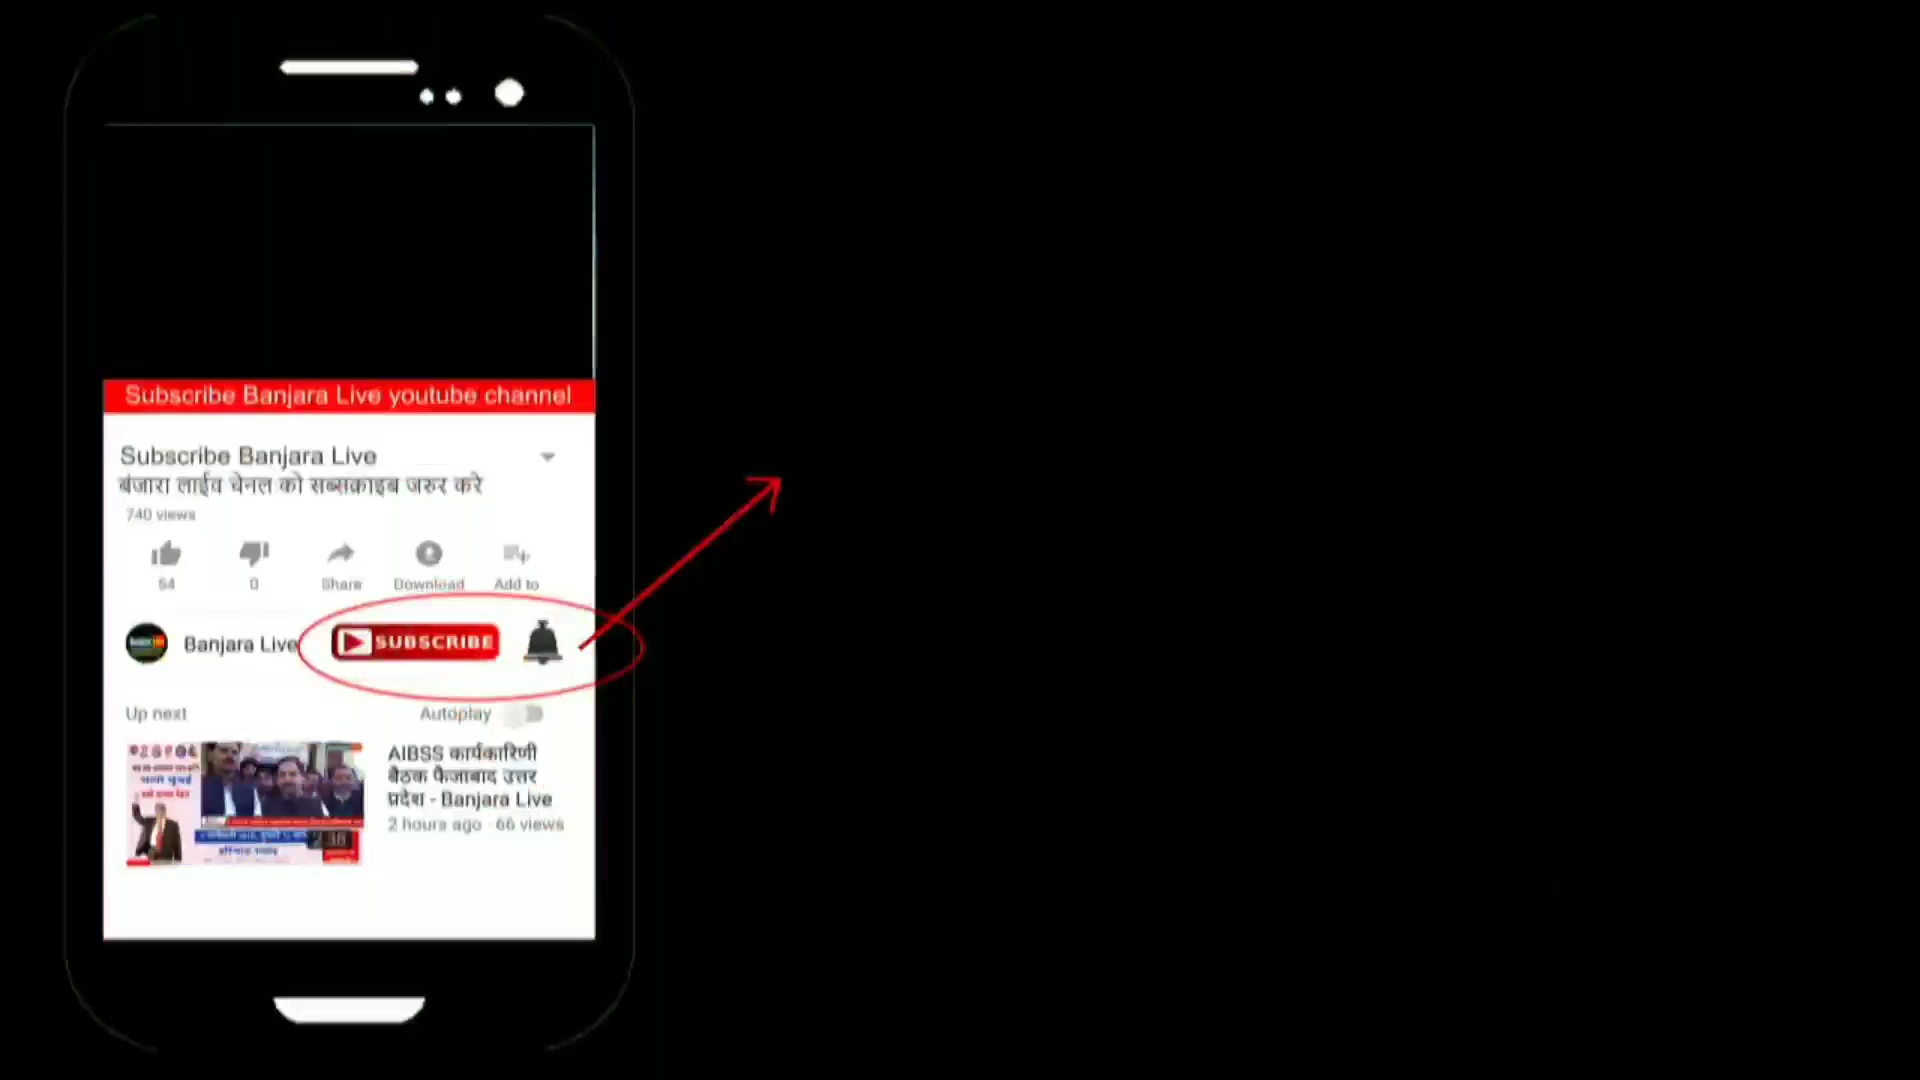 Subscribe Banjara Live youtube channel
Subscribe Banjara Live
बंजारा लाईव चेनल को सब्सक्राइब जरुर करे
740 views
54
0
Share
Download
Add to
Banjara Live
SUBSCRIBE
Up next
Autoplay
AIBSS कार्यकारिणी
बैठक फैजाबाद उत्तर
प्रदेश - Banjara Live
2 hours ago · 66 views